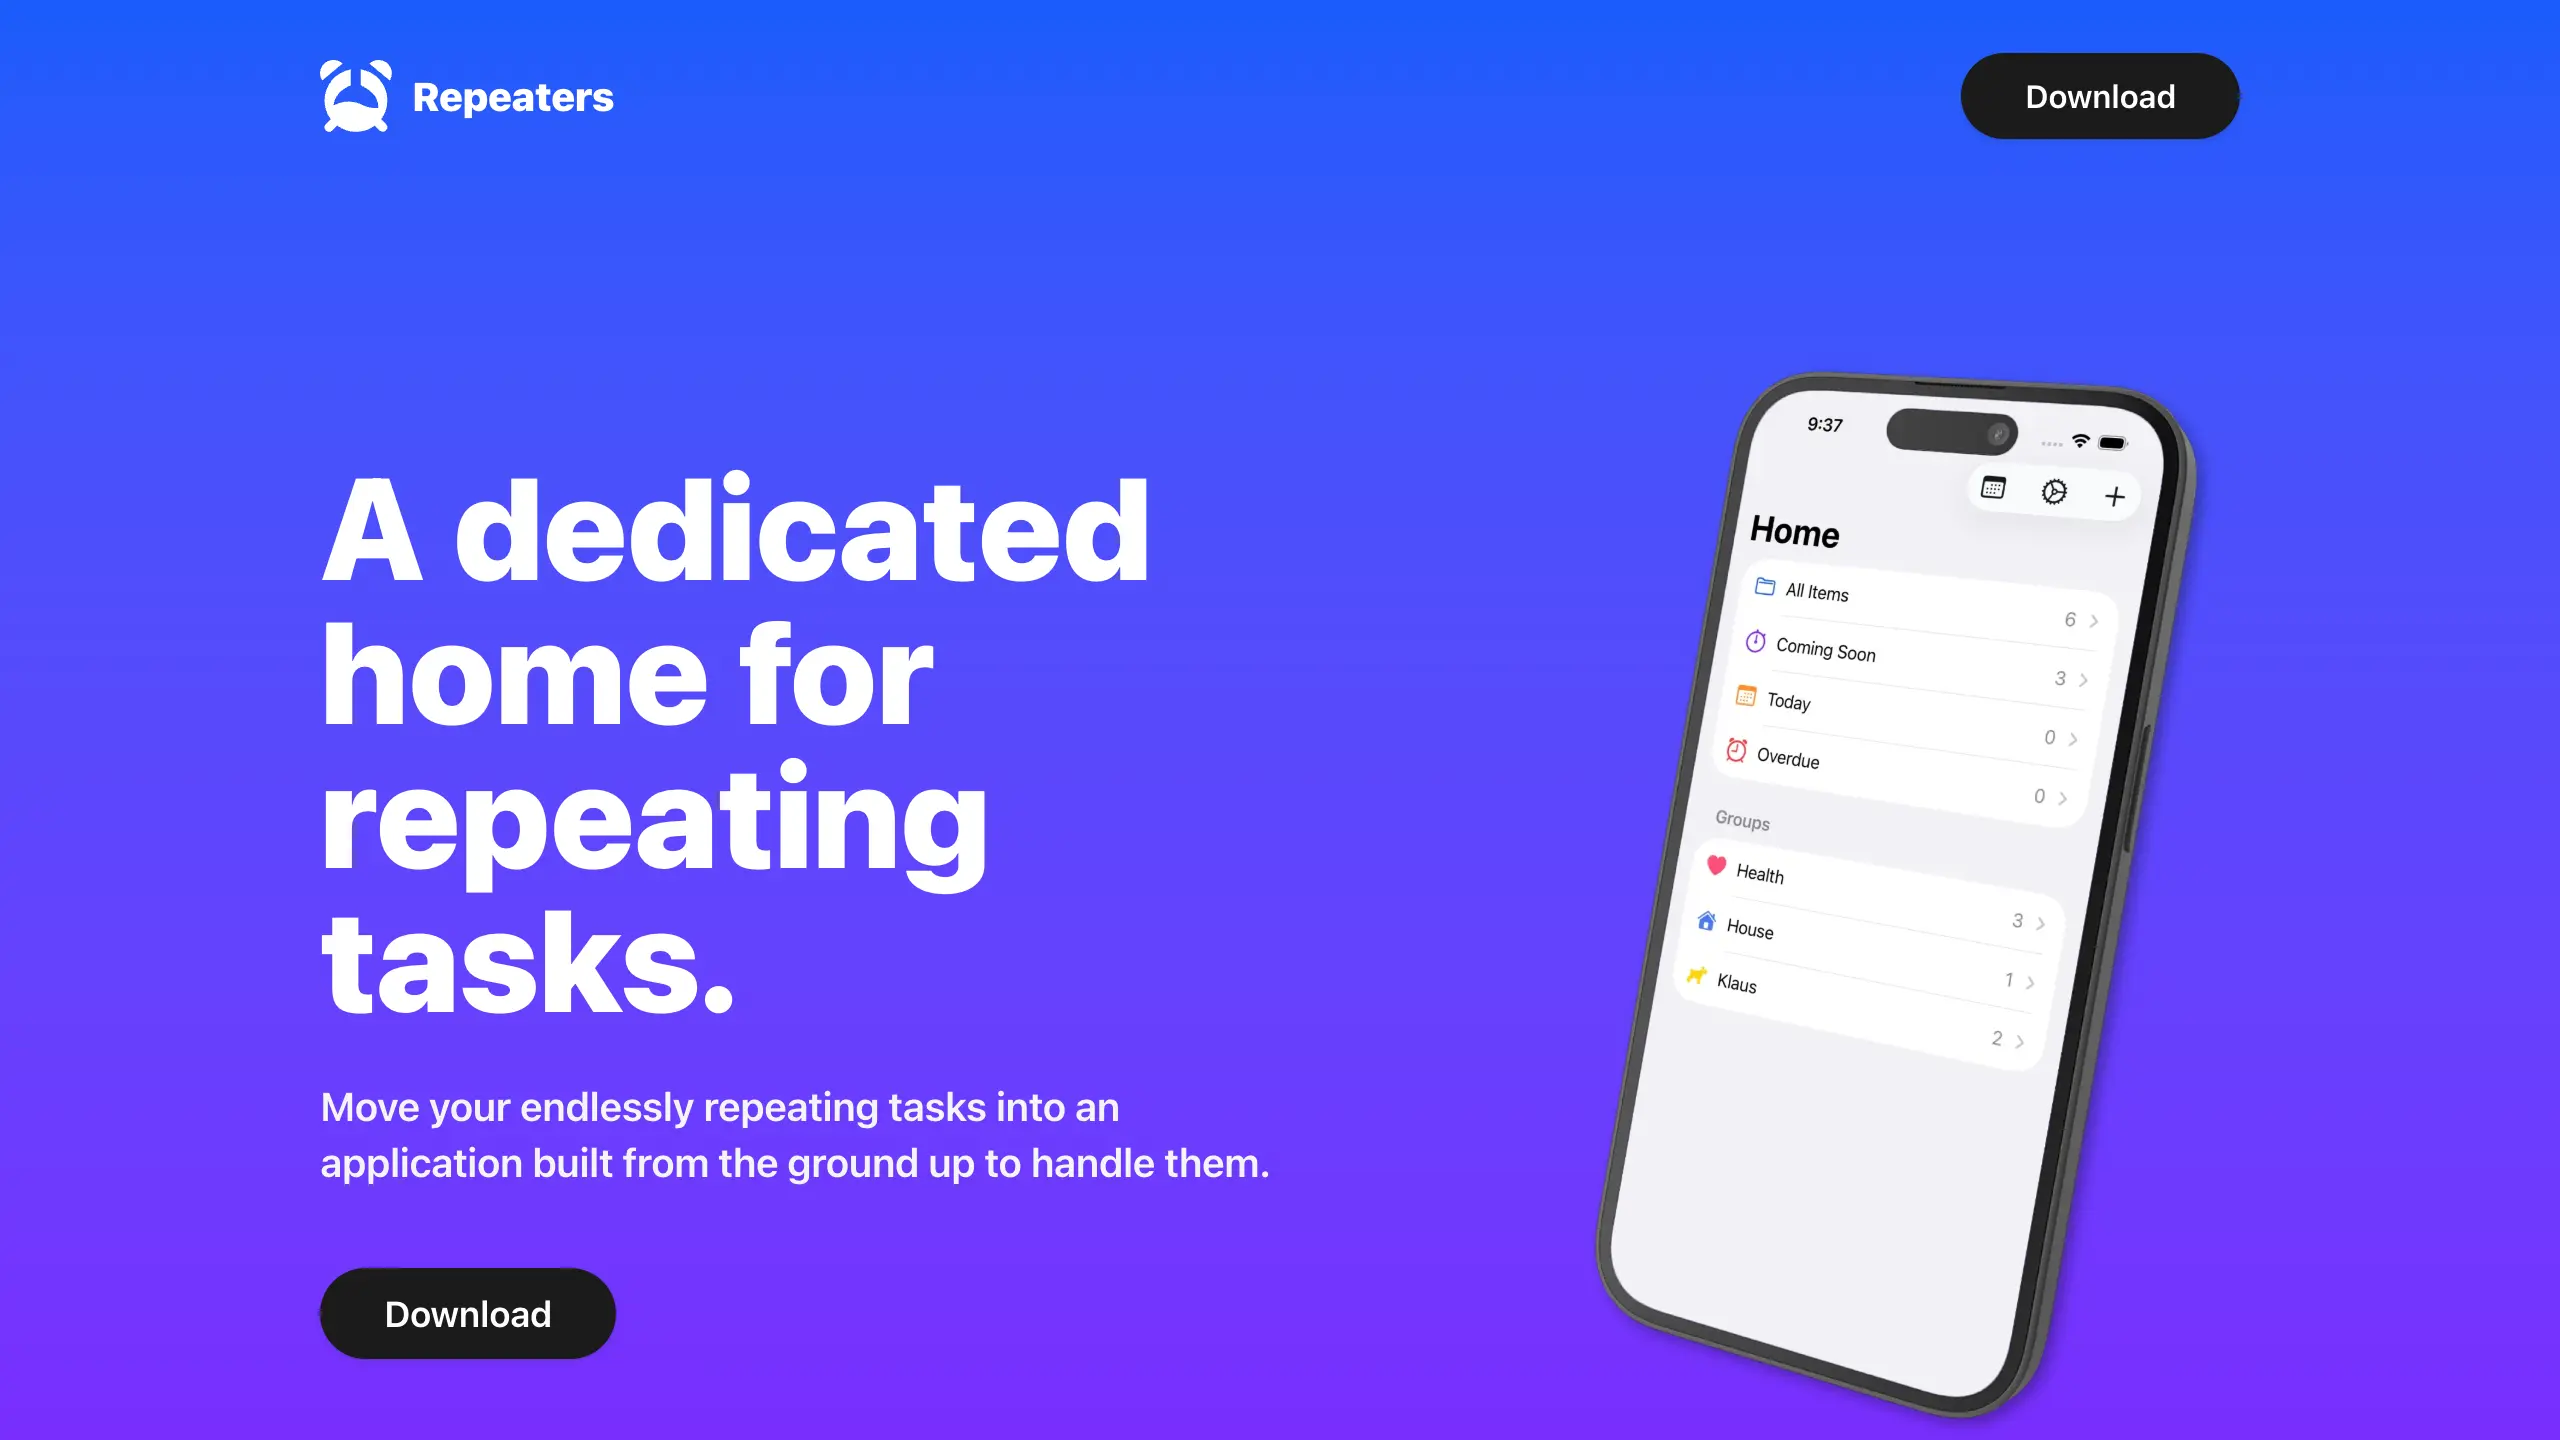 Repeaters
Download
A dedicated
home for
repeating
tasks.
Move your endlessly repeating tasks into an
application built from the ground up to handle them.
Download
9:37
Home
All Items 6
Coming Soon 3
Today 0
Overdue 0
Groups
Health 3
House 1
Klaus 2